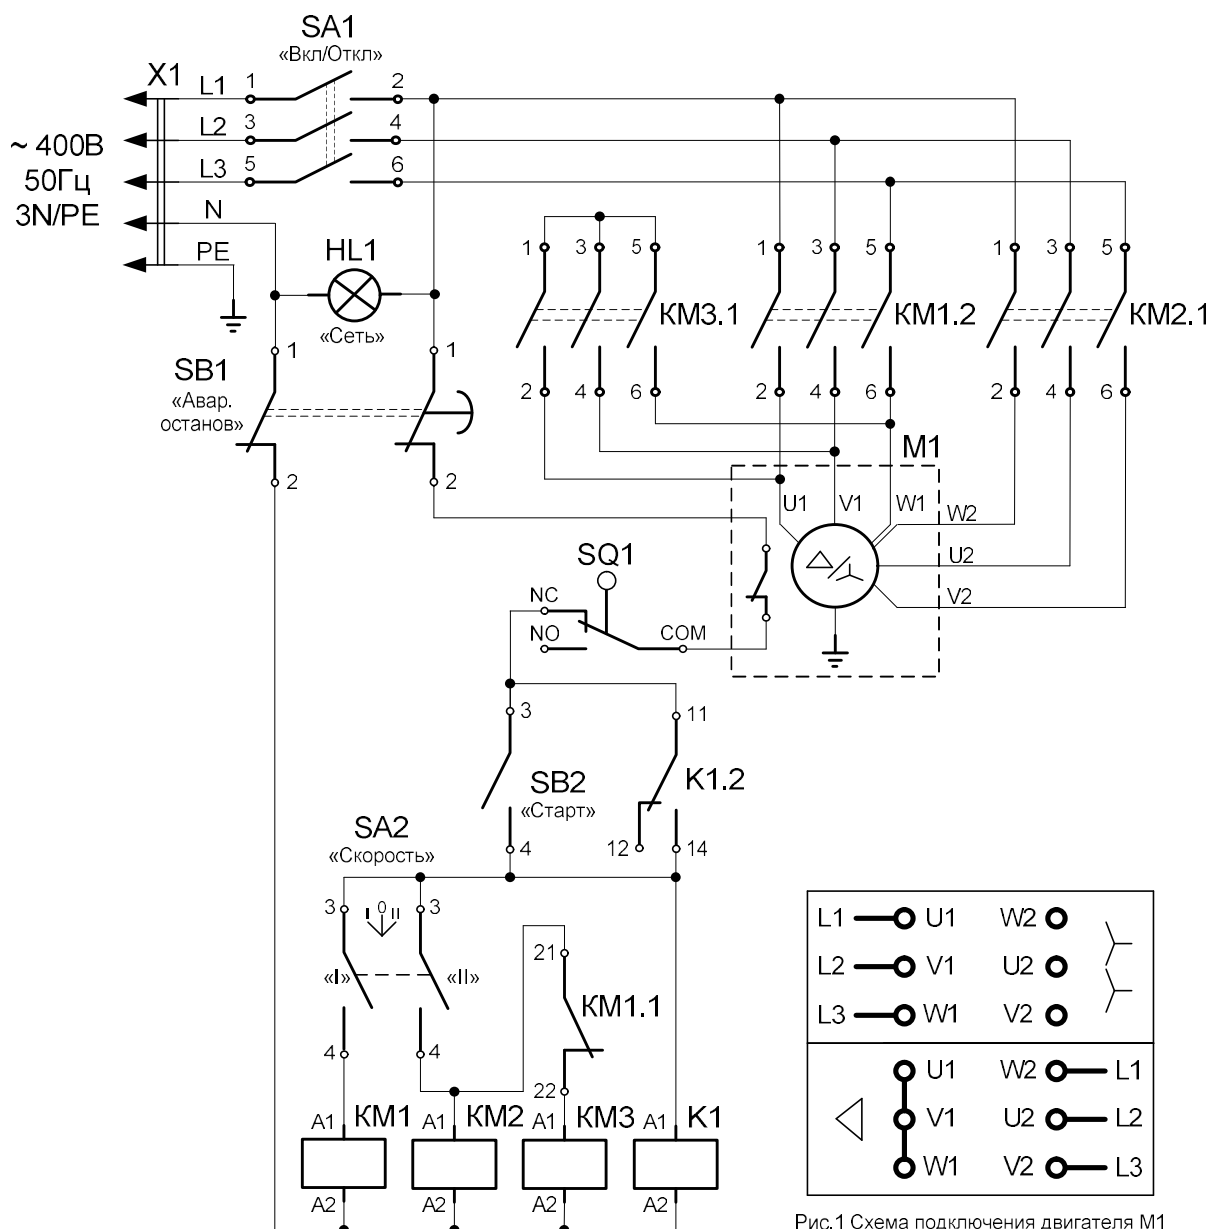 SA1
«Вкл/Откл»
X1 L1 1 2
L2 3 4
~ 400В
L3 5 6
50Гц
3N/PE N
PE HL1
«Сеть»
1 3 5 1 3 5 1 3 5
КМ3.1 КМ1.2 КМ2.1
SB1 1 1
«Авар.
останов»
2 4 6 2 4 6 2 4 6
2 2
М1
U1 V1 W1 W2
U2
V2
SQ1
NC
NO COM
3 11
SB2 К1.2
«Старт»
4 12 14
SA2
«Скорость»
3 I 0 II 3
«I» «II»
21
КМ1.1
4 4
22
A1 КМ1 A1 КМ2 A1 КМ3 A1 К1
A2 A2 A2 A2
L1 U1 W2
L2 V1 U2
L3 W1 V2
U1 W2 L1
V1 U2 L2
W1 V2 L3
Рис.1 Схема подключения двигателя М1